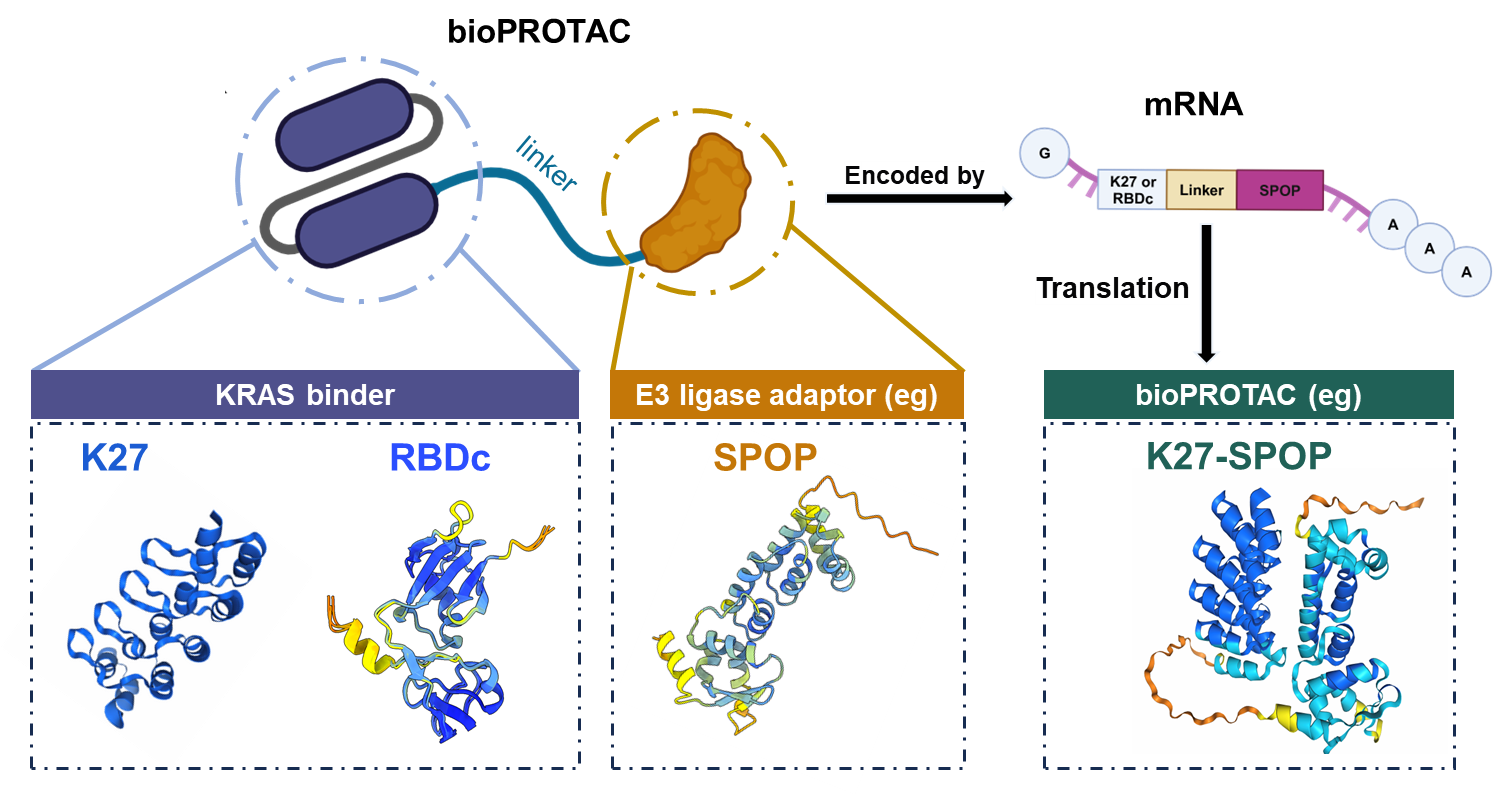 bioPROTAC
linker
Encoded by
mRNA
G
K27 or
RBDc
Linker
SPOP
A
A
A
Translation
KRAS binder
E3 ligase adaptor (eg)
bioPROTAC (eg)
K27
RBDc
SPOP
K27-SPOP